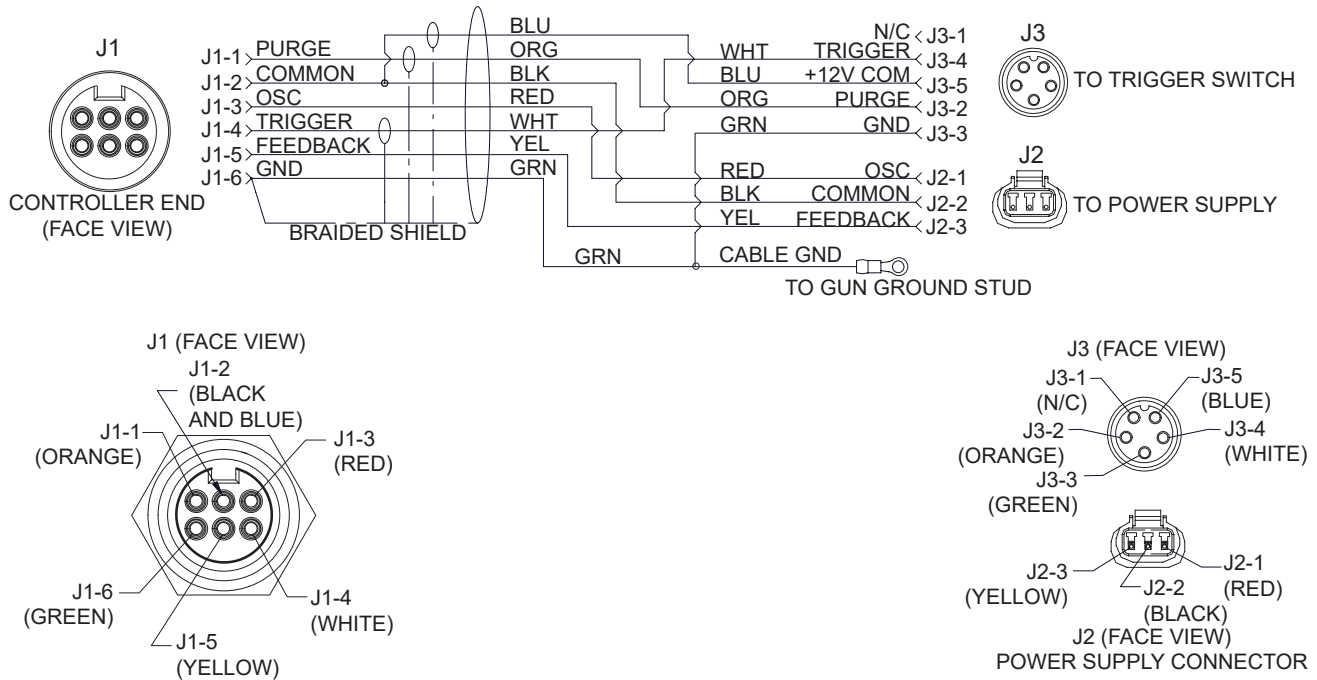 J1
CONTROLLER END
(FACE VIEW)
J1-1 PURGE ORG
J1-2 COMMON BLK
J1-3 OSC RED
J1-4 TRIGGER WHT
J1-5 FEEDBACK YEL
J1-6 GND GRN
BLU
BRAIDED SHIELD
N/C J3-1
WHT TRIGGER J3-4
BLU +12V COM J3-5
ORG PURGE J3-2
GRN GND J3-3
RED OSC J2-1
BLK COMMON J2-2
YEL FEEDBACK J2-3
GRN CABLE GND
TO GUN GROUND STUD
J3
TO TRIGGER SWITCH
J2
TO POWER SUPPLY
J1 (FACE VIEW)
J1-2
(BLACK
AND BLUE)
J1-1
(ORANGE)
J1-3
(RED)
J1-6
(GREEN)
J1-4
(WHITE)
J1-5
(YELLOW)
J3 (FACE VIEW)
J3-1
(N/C)
J3-5
(BLUE)
J3-2
(ORANGE)
J3-4
(WHITE)
J3-3
(GREEN)
J2-3
(YELLOW)
J2-2
(BLACK)
J2-1
(RED)
J2 (FACE VIEW)
POWER SUPPLY CONNECTOR